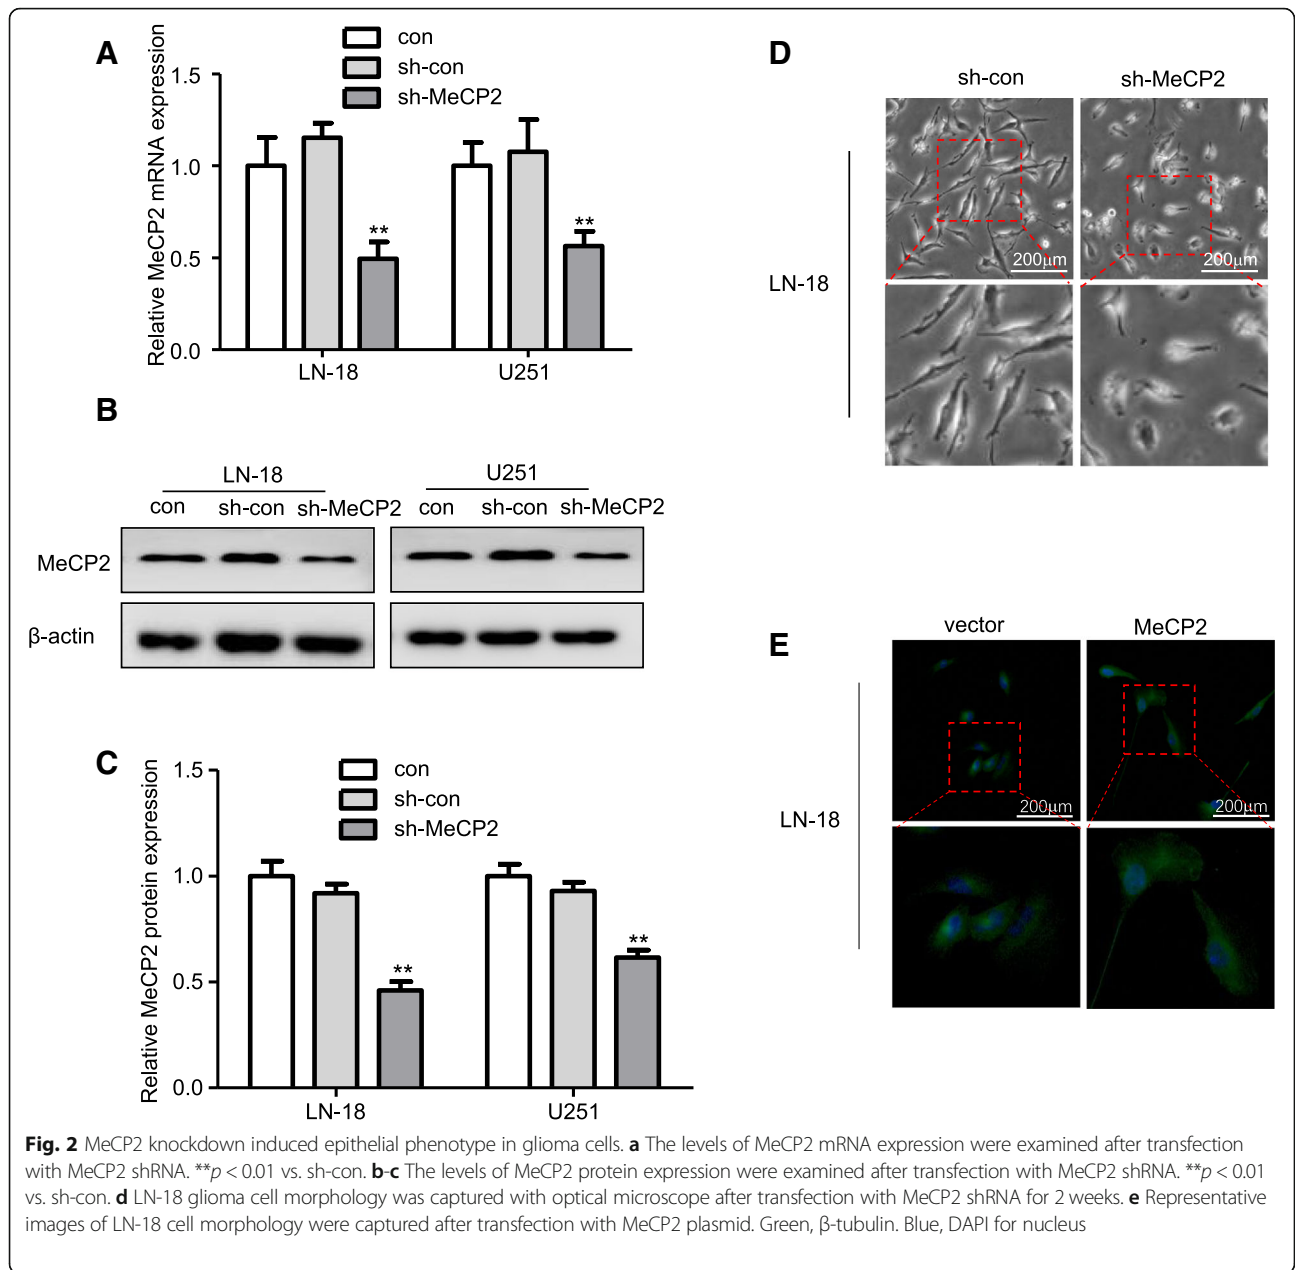 A
con
sh-con
sh-MeCP2
Relative MeCP2 mRNA expression
1.5
1.0
0.5
0.0
**
**
LN-18
U251
B
LN-18
U251
con
sh-con
sh-MeCP2
con
sh-con
sh-MeCP2
MeCP2
β-actin
C
con
sh-con
sh-MeCP2
Relative MeCP2 protein expression
1.5
1.0
0.5
0.0
**
**
LN-18
U251
D
sh-con
sh-MeCP2
LN-18
200μm
200μm
E
vector
MeCP2
LN-18
200μm
200μm
Fig. 2 MeCP2 knockdown induced epithelial phenotype in glioma cells. a The levels of MeCP2 mRNA expression were examined after transfection
with MeCP2 shRNA. **p < 0.01 vs. sh-con. b-c The levels of MeCP2 protein expression were examined after transfection with MeCP2 shRNA. **p < 0.01
vs. sh-con. d LN-18 glioma cell morphology was captured with optical microscope after transfection with MeCP2 shRNA for 2 weeks. e Representative
images of LN-18 cell morphology were captured after transfection with MeCP2 plasmid. Green, β-tubulin. Blue, DAPI for nucleus